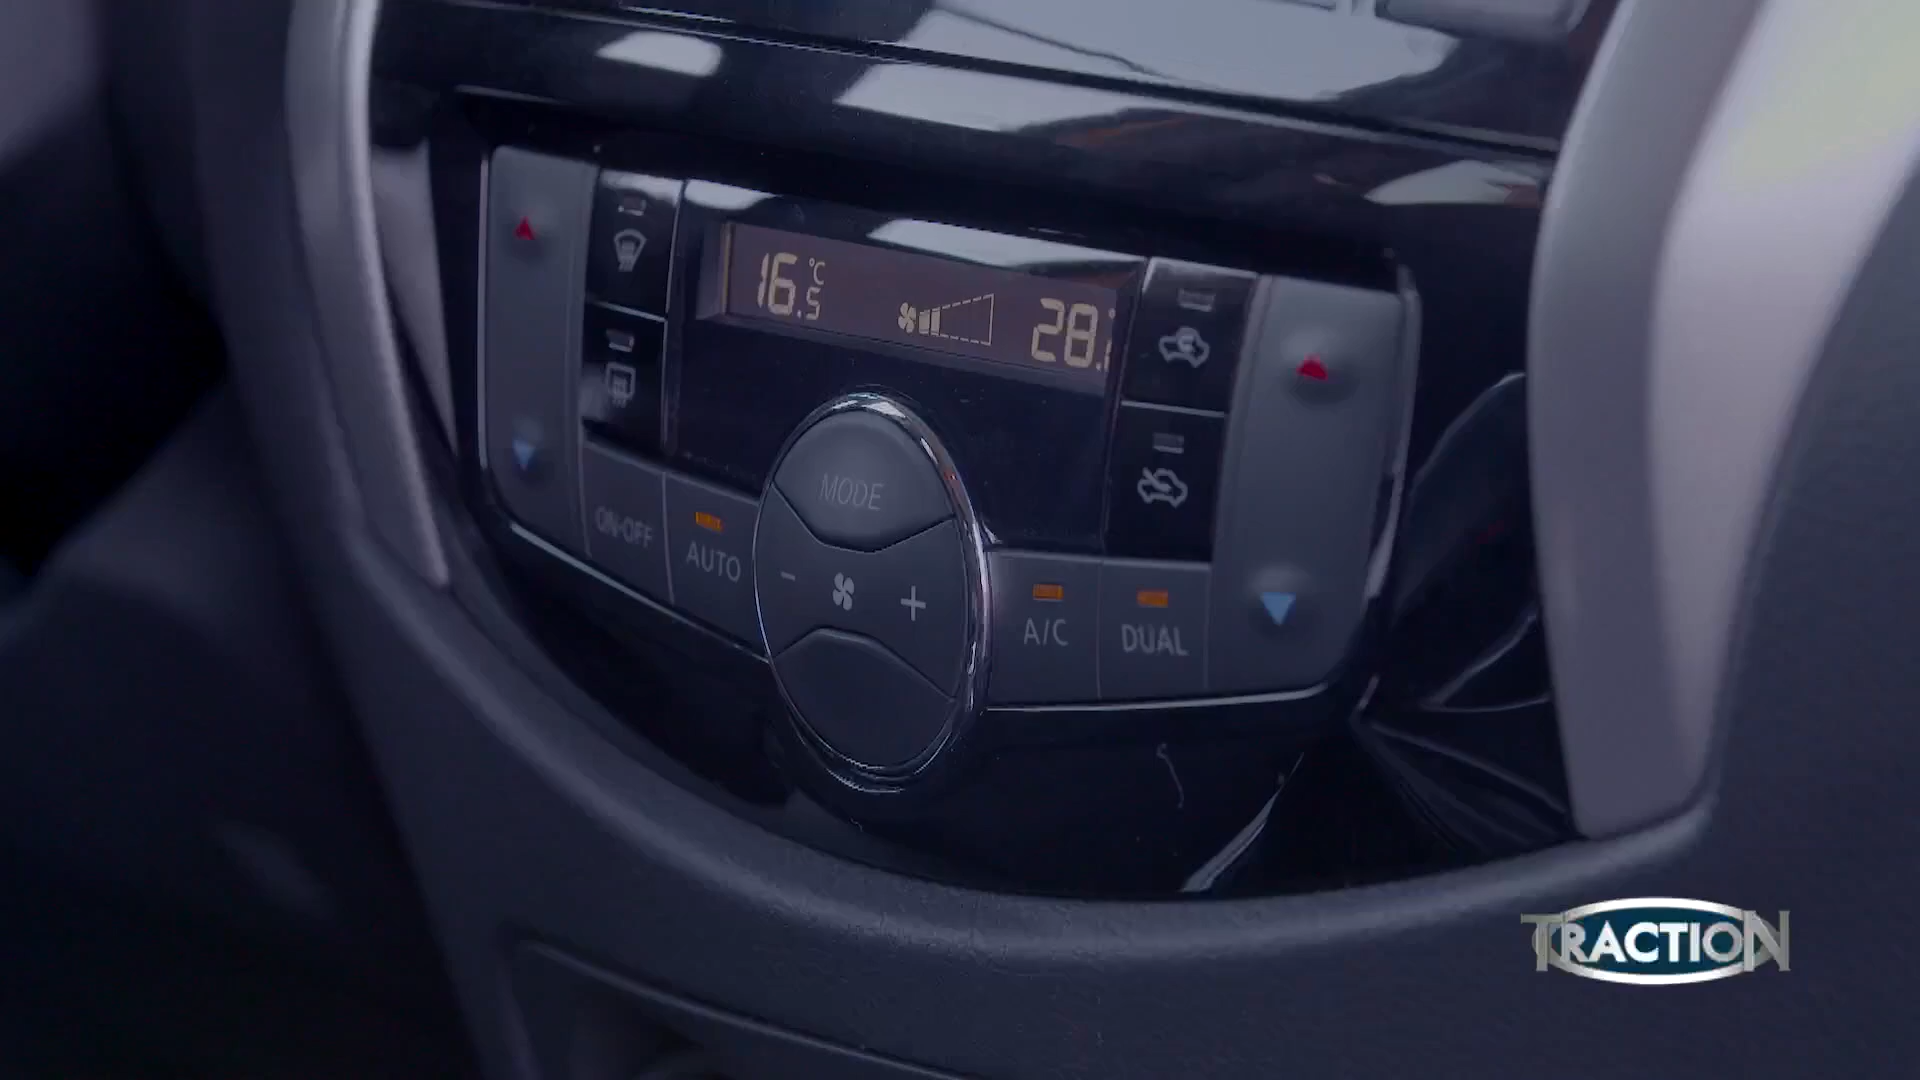 16.5 °C
28.
MODE
ON·OFF
AUTO
- +
A/C
DUAL
TRACTION